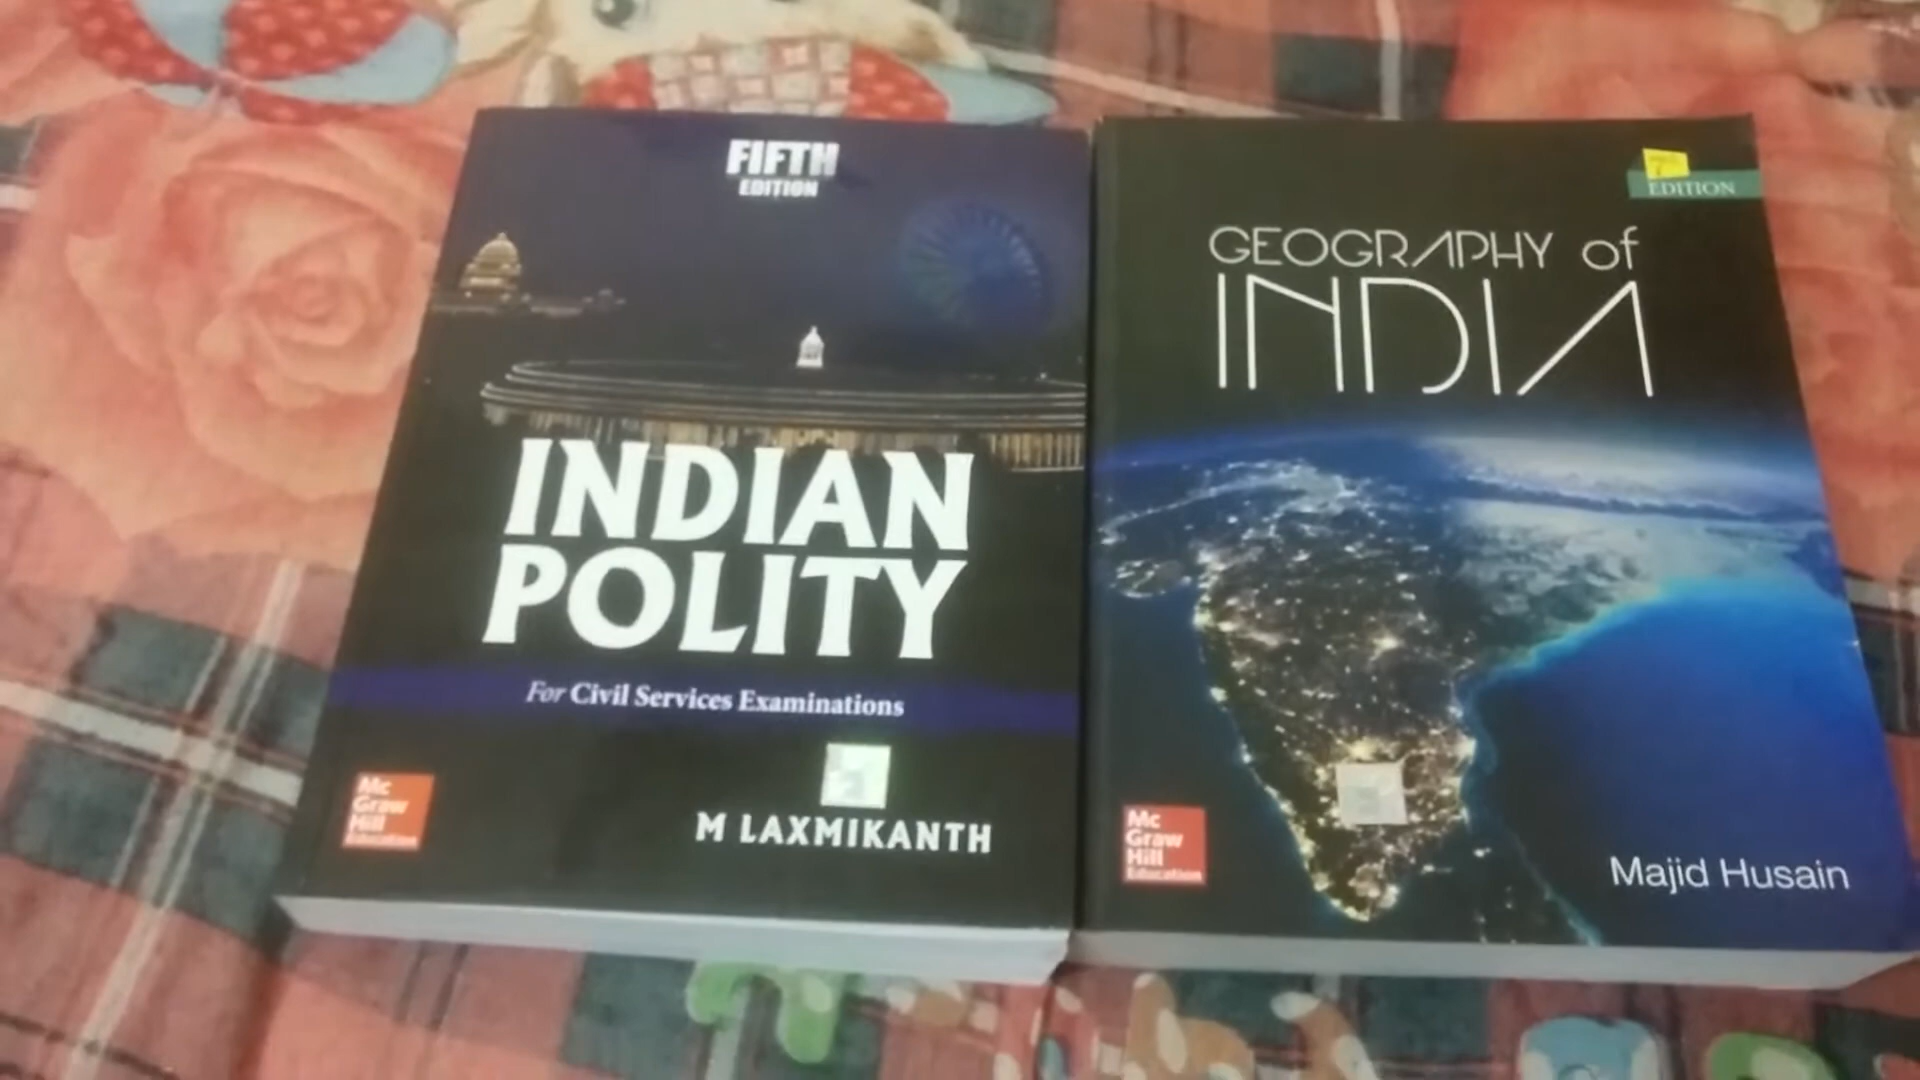 FIFTH
EDITION
INDIAN
POLITY
For Civil Services Examinations
Mc
Graw
Hill
Education
M LAXMIKANTH
EDITION
GEOGRAPHY of
INDIA
Mc
Graw
Hill
Education
Majid Husain